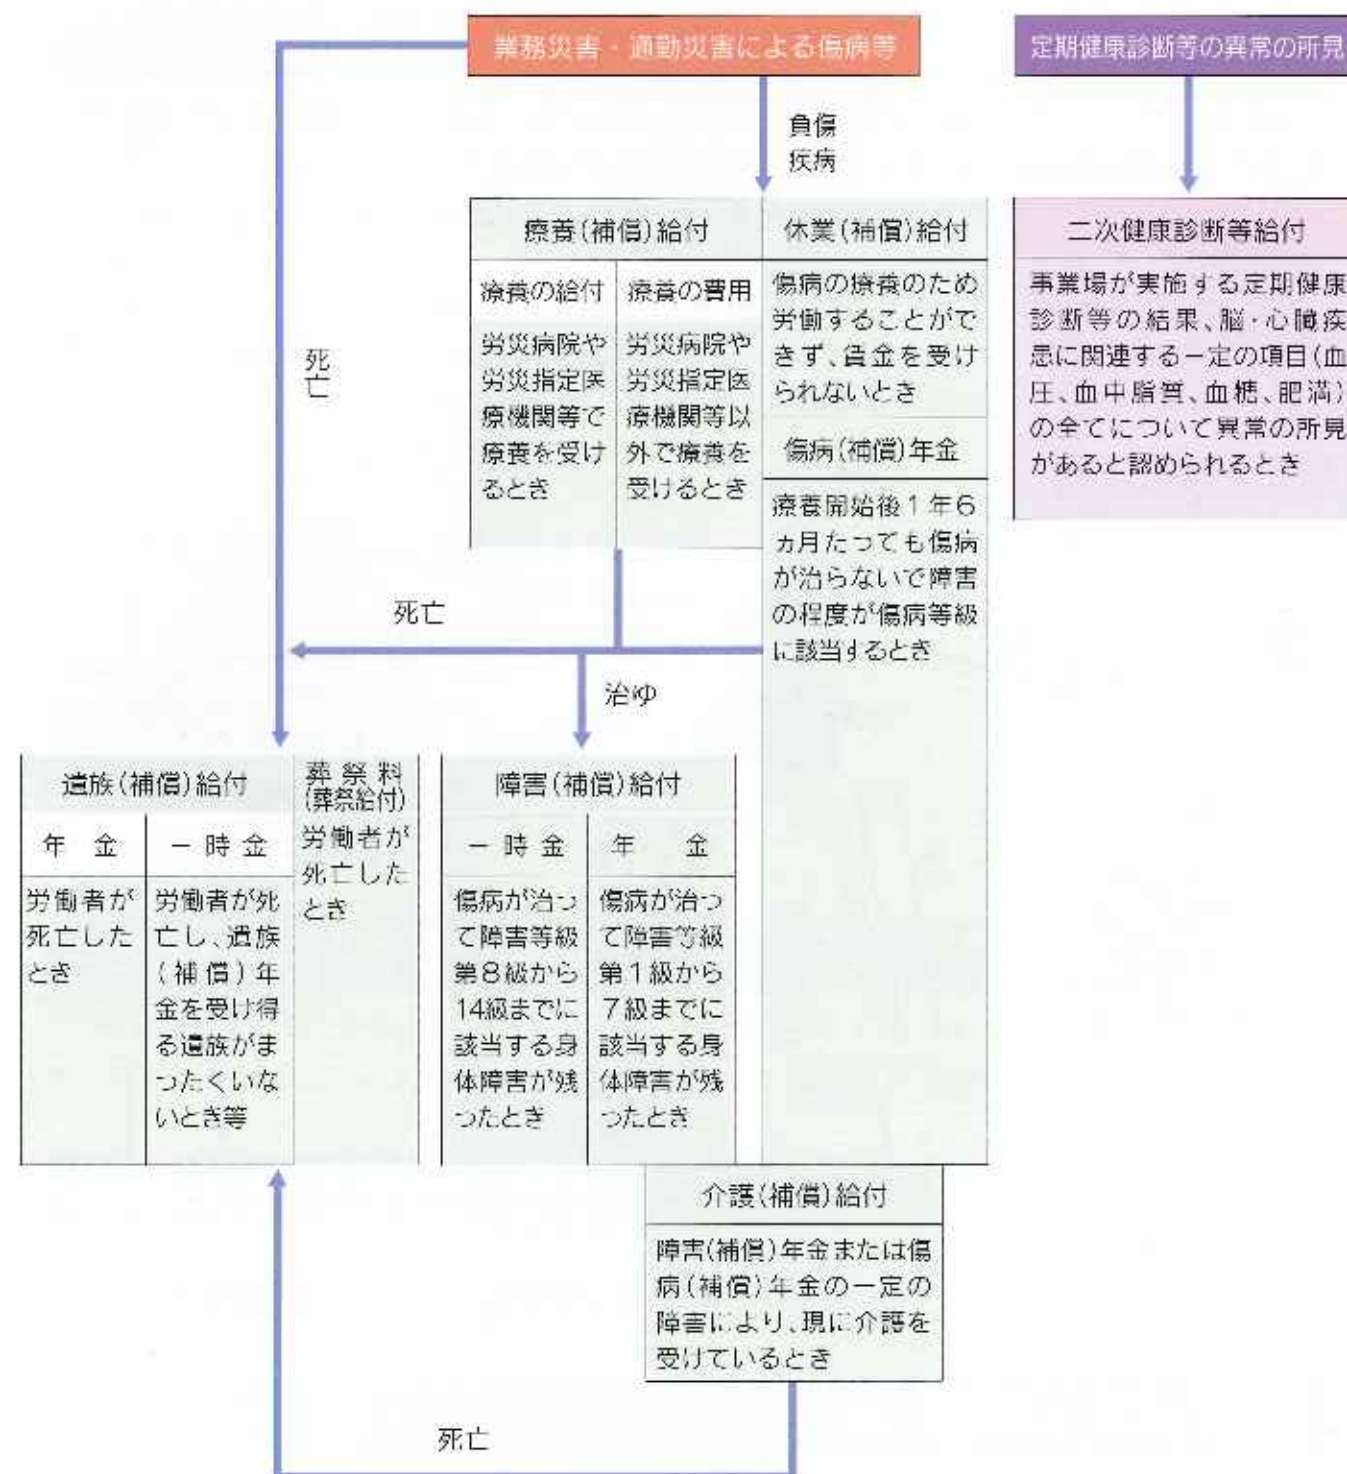 業務災害・通勤災害による傷病等
定期健康診断等の異常の所見
負傷
疾病
死亡
療養(補償)給付
療養の給付
労災病院や
労災指定医
療機関等で
療養を受け
るとき
療養の費用
労災病院や
労災指定医
療機関等以
外で療養を
受けるとき
休業(補償)給付
傷病の療養のため
労働することがで
きず、賃金を受け
られないとき
傷病(補償)年金
療養開始後1年6
ヵ月たっても傷病
が治らないで障害
の程度が傷病等級
に該当するとき
二次健康診断等給付
事業場が実施する定期健康
診断等の結果、脳・心臓疾
患に関連する一定の項目(血
圧、血中脂質、血糖、肥満)
の全てについて異常の所見
があると認められるとき
死亡
治ゆ
遺族(補償)給付
年金
労働者が
死亡した
とき
一時金
労働者が死
亡し、遺族
(補償)年
金を受け得
る遺族がま
ったくいな
いとき等
葬祭料
(葬祭給付)
労働者が
死亡した
とき
障害(補償)給付
一時金
傷病が治っ
て障害等級
第8級から
14級までに
該当する身
体障害が残
ったとき
年金
傷病が治っ
て障害等級
第1級から
7級までに
該当する身
体障害が残
ったとき
介護(補償)給付
障害(補償)年金または傷
病(補償)年金の一定の
障害により、現に介護を
受けているとき
死亡